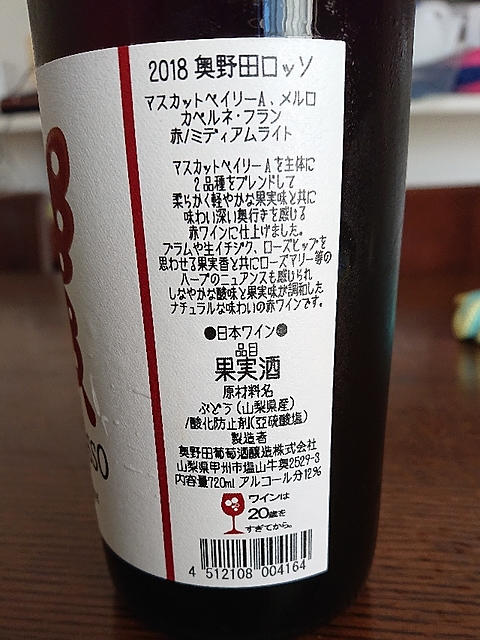 2018 奥野田ロッソ
マスカットベイリーA、メルロ
カベルネ・フラン
赤/ミディアムライト
マスカットベイリーAを主体に
2品種をブレンドして
柔らかく軽やかな果実味と共に
味わい深い奥行きを感じる
赤ワインに仕上げました。
プラムや生イチジク、ローズヒップを
思わせる果実香と共にローズマリー等の
ハーブのニュアンスも感じられ
しなやかな酸味と果実味が調和した
ナチュラルな味わいの赤ワインです。
●日本ワイン●
品目
果実酒
原材料名
ぶどう(山梨県産)
/酸化防止剤(亜硫酸塩)
製造者
奥野田葡萄酒醸造株式会社
山梨県甲州市塩山牛奥2529-3
内容量720ml アルコール分12%
ワインは
20歳を
すぎてから。
4 512108 004164